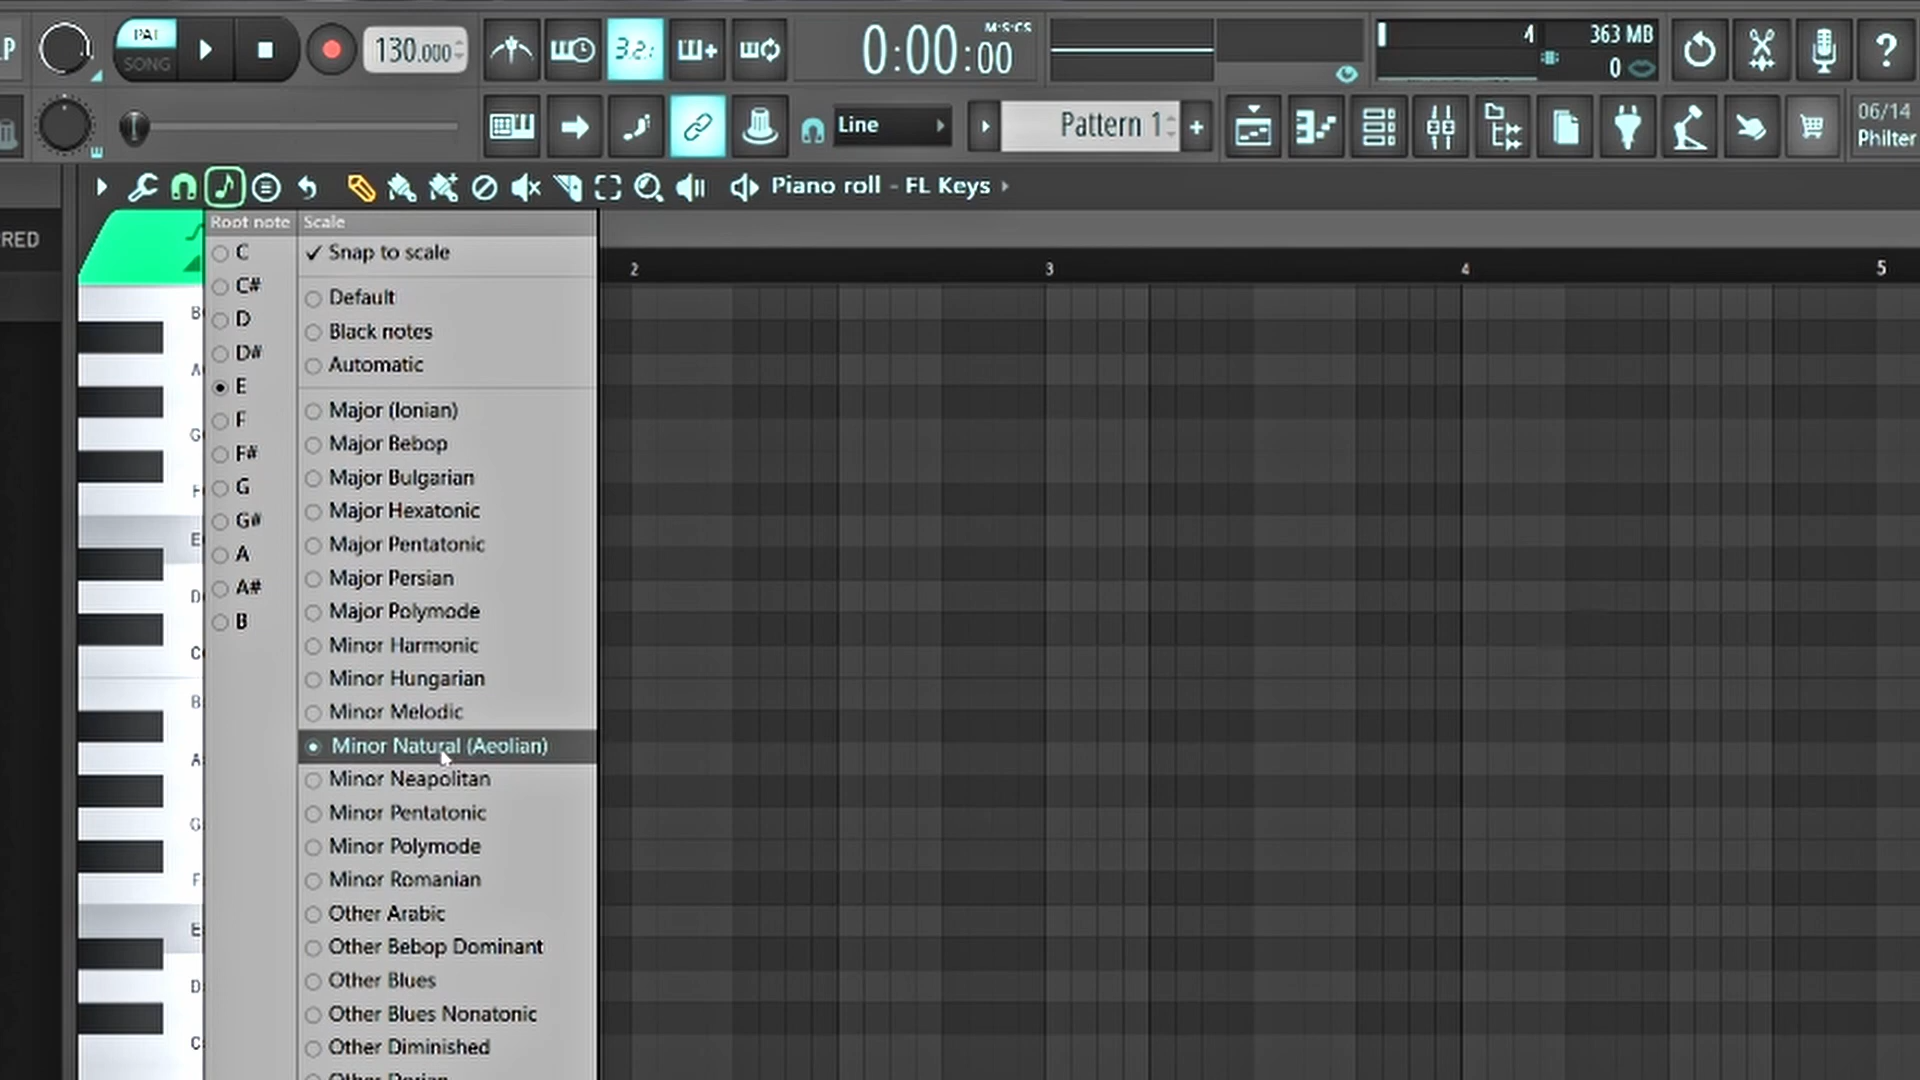 PAT
SONG
130.000
3 2:
0:00:00
M:S:CS
4
363 MB
0
?
Line
Pattern 1
+
06/14
Philter
Piano roll - FL Keys
RED
Root note
Scale
C
C#
D
D#
E
F
F#
G
G#
A
A#
B
Snap to scale
Default
Black notes
Automatic
Major (Ionian)
Major Bebop
Major Bulgarian
Major Hexatonic
Major Pentatonic
Major Persian
Major Polymode
Minor Harmonic
Minor Hungarian
Minor Melodic
Minor Natural (Aeolian)
Minor Neapolitan
Minor Pentatonic
Minor Polymode
Minor Romanian
Other Arabic
Other Bebop Dominant
Other Blues
Other Blues Nonatonic
Other Diminished
2
3
4
5